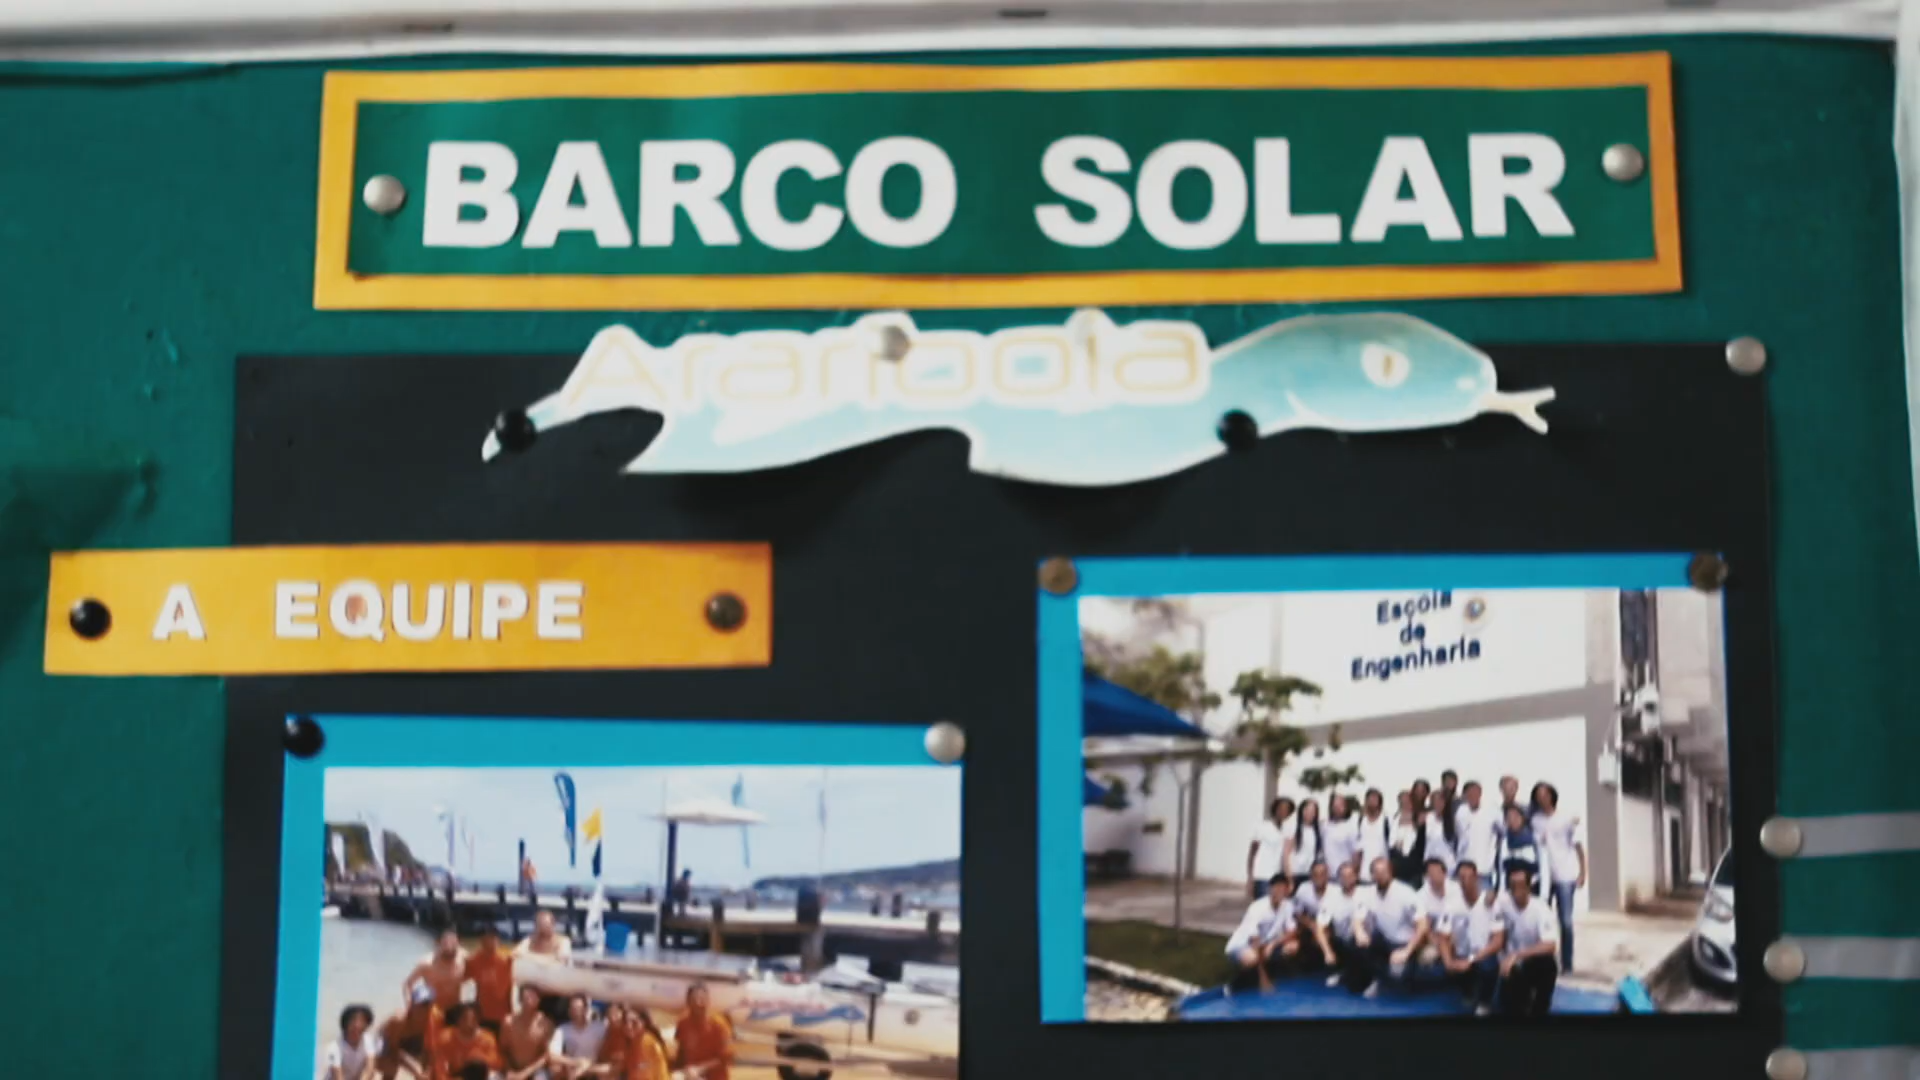 BARCO SOLAR
Arariboia
A EQUIPE
Escola
de
Engenharia